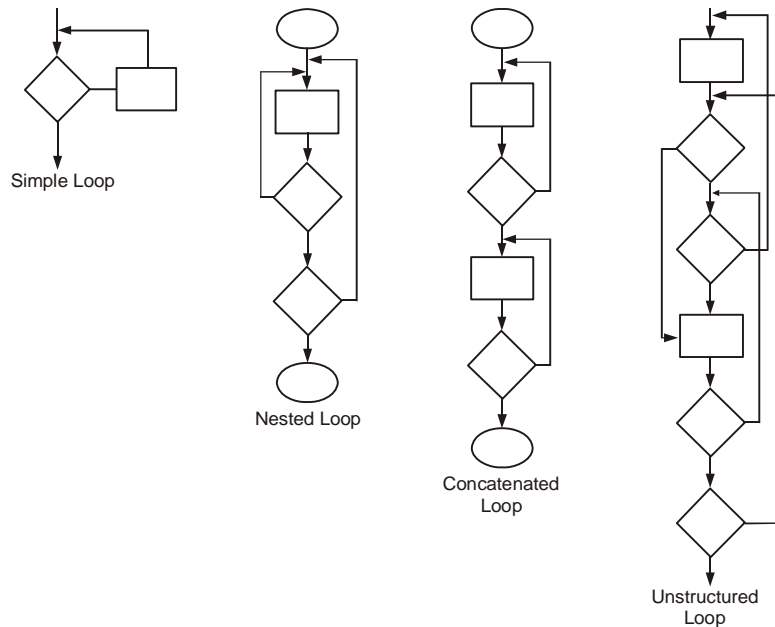 Simple Loop
Nested Loop
Concatenated
Loop
Unstructured
Loop